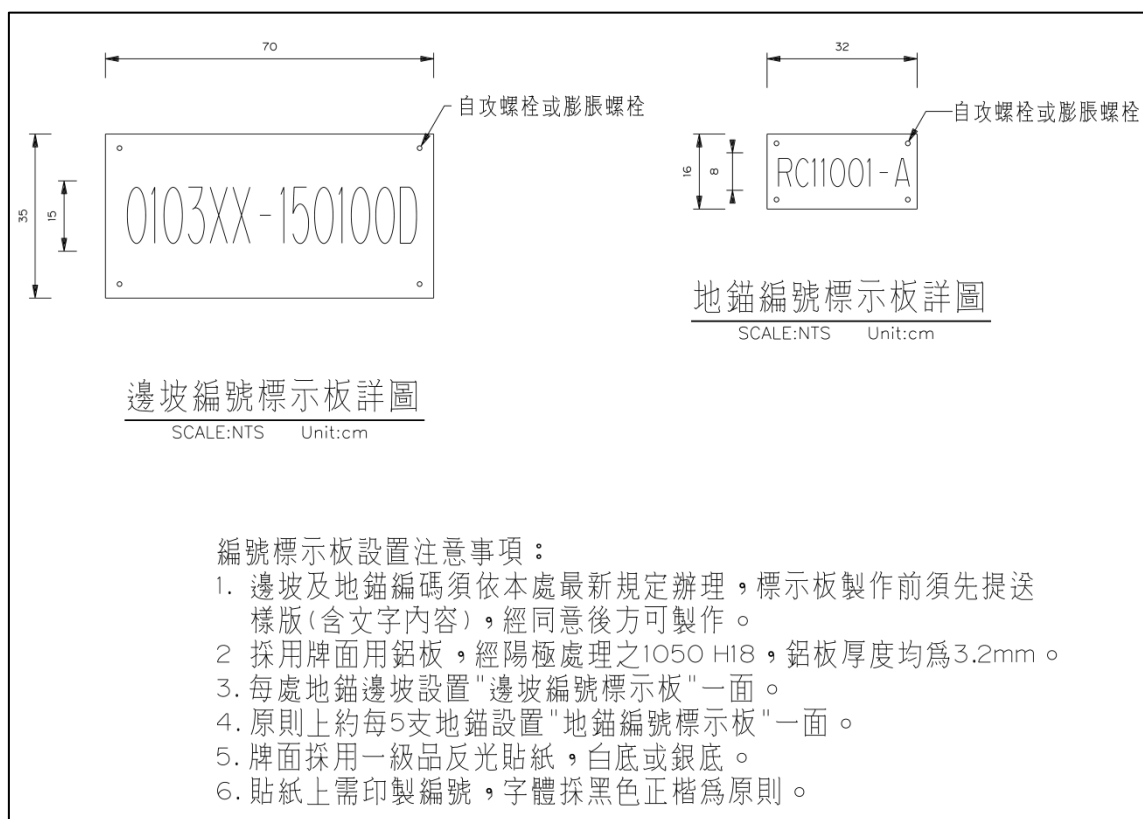 70
自攻螺栓或膨脹螺栓
35
15
0103XX-150100D
邊坡編號標示板詳圖
SCALE:NTS Unit:cm
32
自攻螺栓或膨脹螺栓
16
8
RC11001-A
地錨編號標示板詳圖
SCALE:NTS Unit:cm
編號標示板設置注意事項：
1. 邊坡及地錨編碼須依本處最新規定辦理，標示板製作前須先提送
樣版(含文字內容)，經同意後方可製作。
2 採用牌面用鋁板，經陽極處理之1050 H18，鋁板厚度均為3.2mm。
3. 每處地錨邊坡設置"邊坡編號標示板"一面。
4. 原則上約每5支地錨設置"地錨編號標示板"一面。
5. 牌面採用一級品反光貼紙，白底或銀底。
6. 貼紙上需印製編號，字體採黑色正楷為原則。